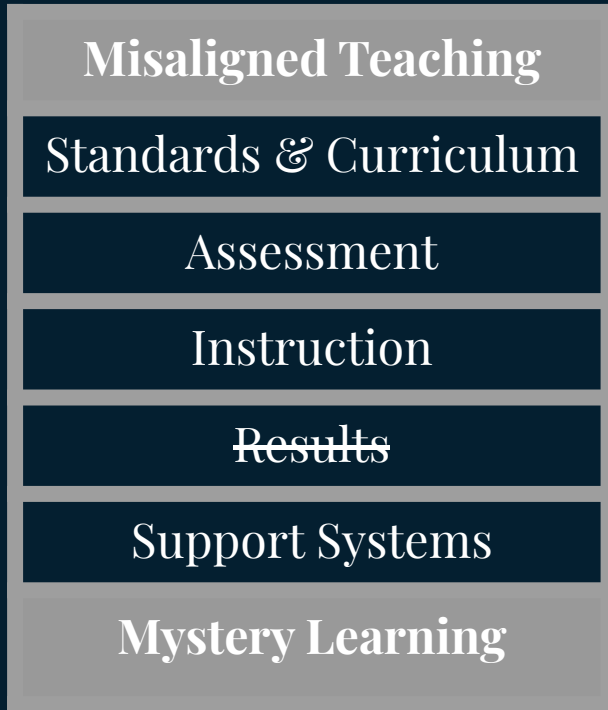 Misaligned Teaching
Standards & Curriculum
Assessment
Instruction
Results
Support Systems
Mystery Learning